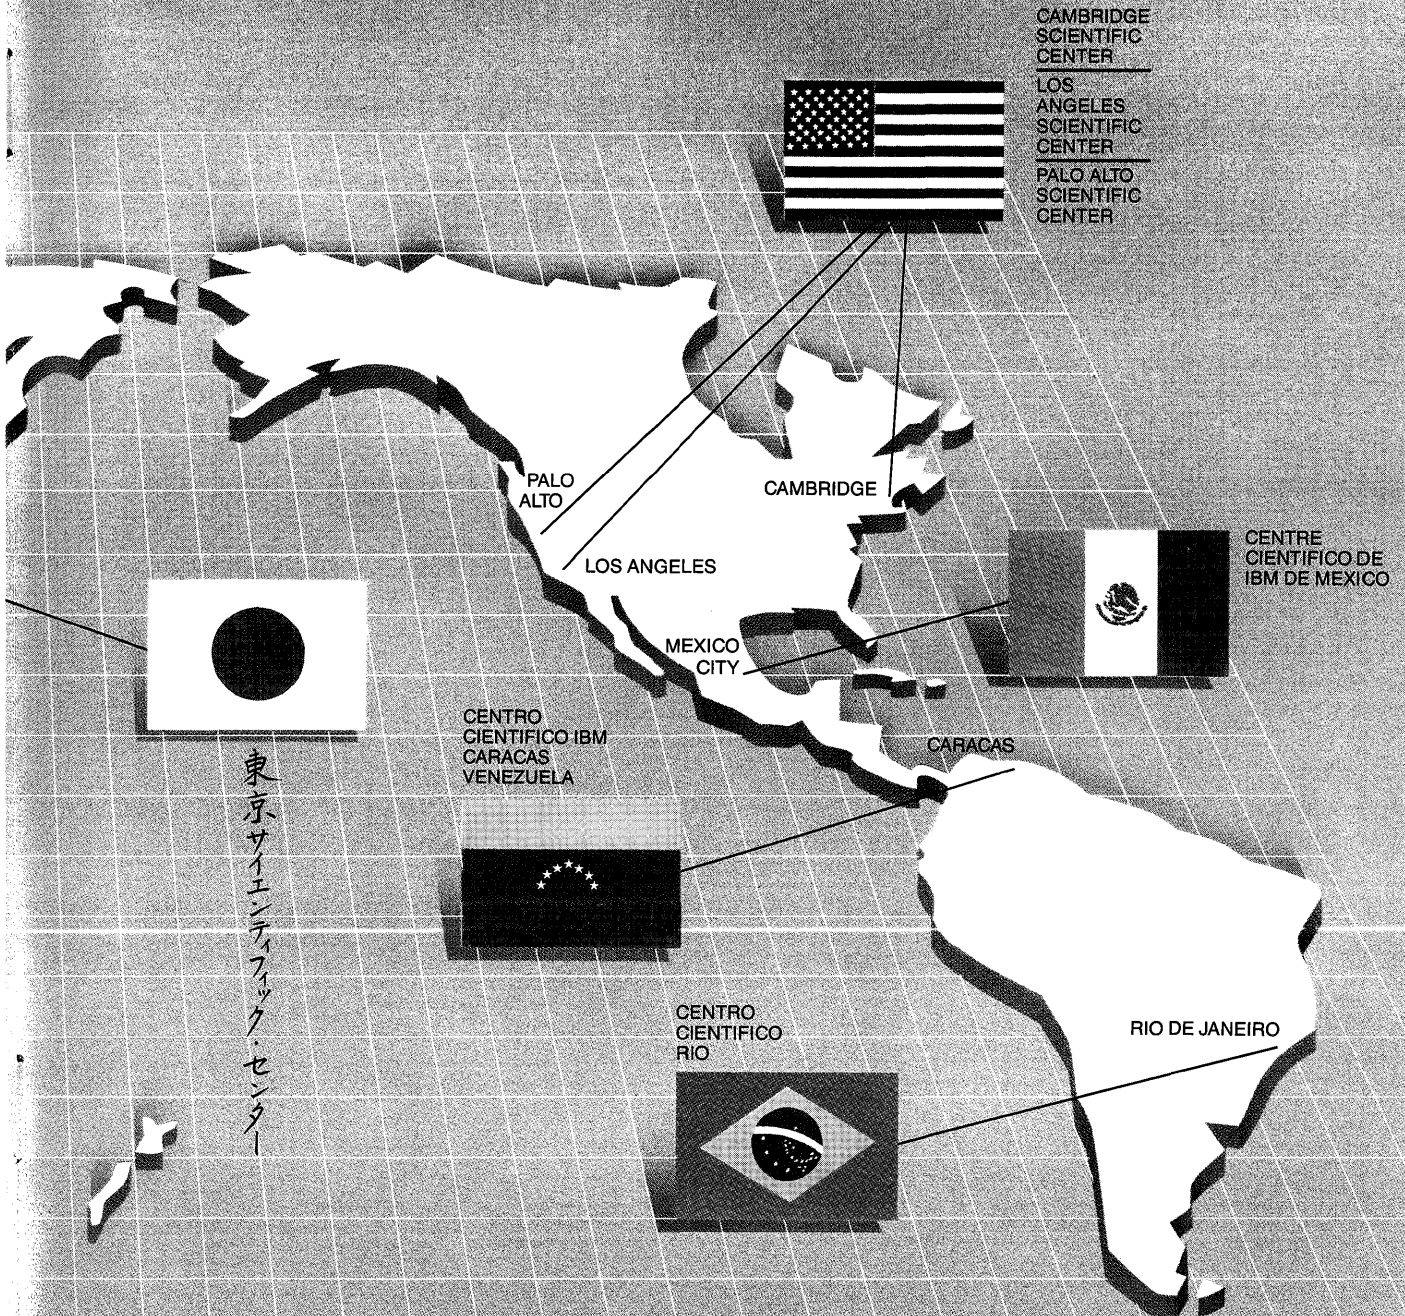 CAMBRIDGE
SCIENTIFIC
CENTER
LOS
ANGELES
SCIENTIFIC
CENTER
PALO ALTO
SCIENTIFIC
CENTER
PALO
ALTO
CAMBRIDGE
LOS ANGELES
CENTRE
CIENTIFICO DE
IBM DE MEXICO
MEXICO
CITY
CENTRO
CIENTIFICO IBM
CARACAS
VENEZUELA
CARACAS
東京サイエンティフィック・センター
CENTRO
CIENTIFICO
RIO
RIO DE JANEIRO